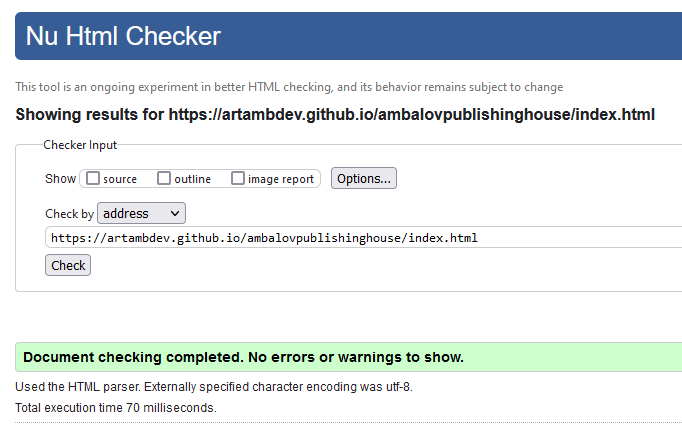 Nu Html Checker
This tool is an ongoing experiment in better HTML checking, and its behavior remains subject to change
Showing results for https://artambdev.github.io/ambalovpublishinghouse/index.html
Checker Input
Show source outline image report Options...
Check by address
https://artambdev.github.io/ambalovpublishinghouse/index.html
Check
Document checking completed. No errors or warnings to show.
Used the HTML parser. Externally specified character encoding was utf-8.
Total execution time 70 milliseconds.